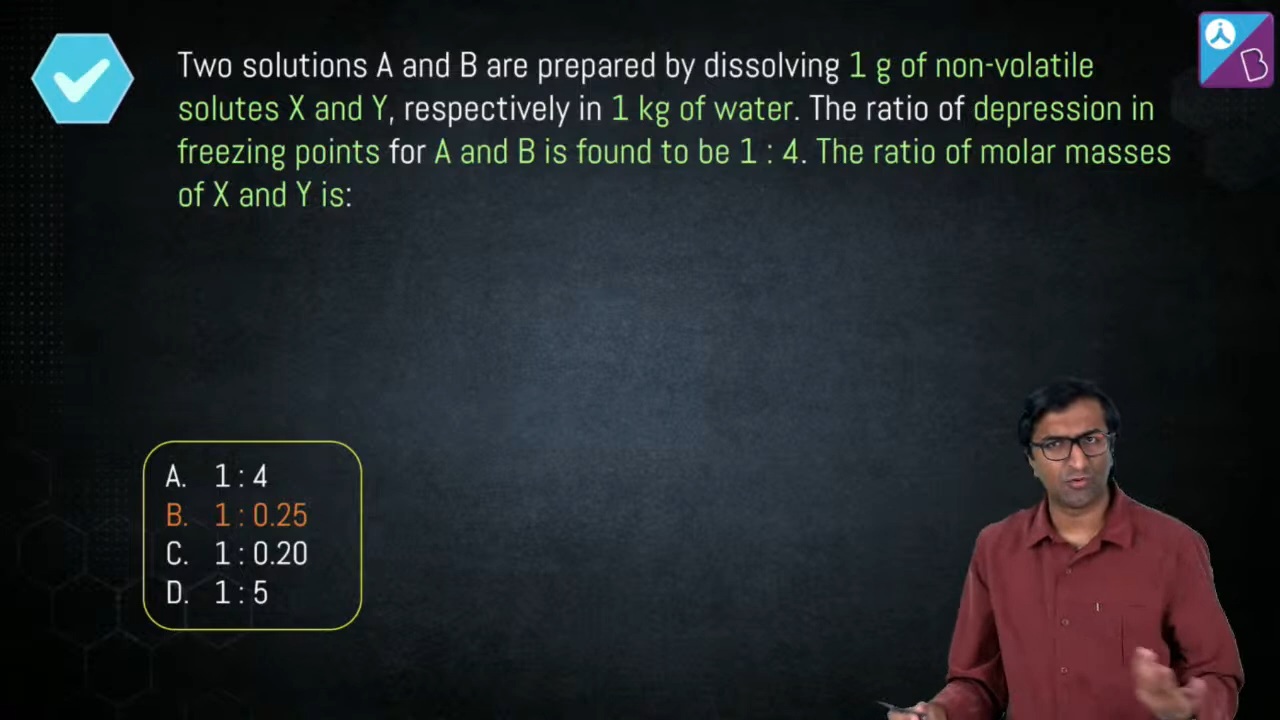 Two solutions A and B are prepared by dissolving 1 g of non-volatile
solutes X and Y, respectively in 1 kg of water. The ratio of depression in
freezing points for A and B is found to be 1 : 4. The ratio of molar masses
of X and Y is:
A. 1 : 4
B. 1 : 0.25
C. 1 : 0.20
D. 1 : 5
B